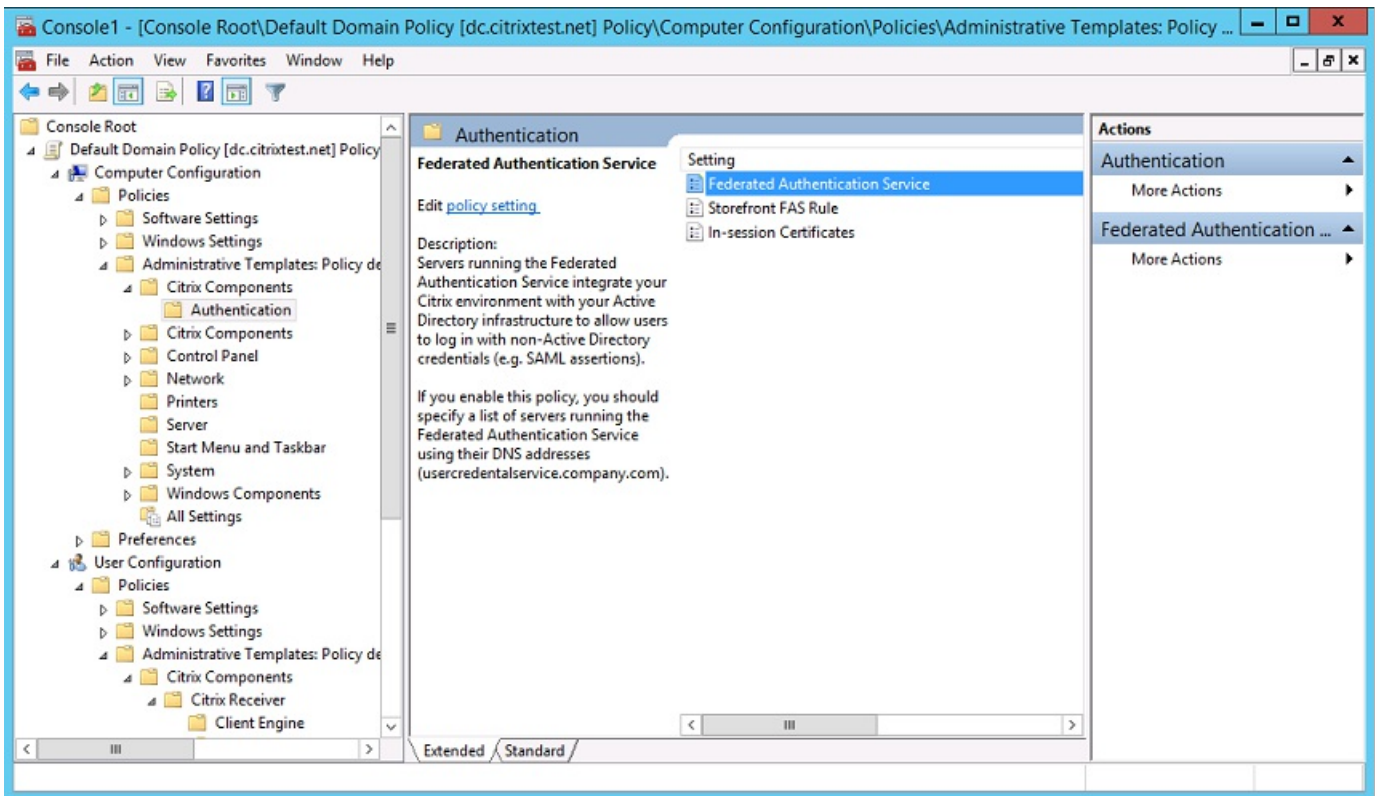 Console1 - [Console Root\Default Domain Policy [dc.citrixtest.net] Policy\Computer Configuration\Policies\Administrative Templates: Policy ...
File Action View Favorites Window Help
Console Root
Default Domain Policy [dc.citrixtest.net] Policy
Computer Configuration
Policies
Software Settings
Windows Settings
Administrative Templates: Policy de
Citrix Components
Authentication
Citrix Components
Control Panel
Network
Printers
Server
Start Menu and Taskbar
System
Windows Components
All Settings
Preferences
User Configuration
Policies
Software Settings
Windows Settings
Administrative Templates: Policy de
Citrix Components
Citrix Receiver
Client Engine
Authentication
Federated Authentication Service
Edit policy setting
Description:
Servers running the Federated
Authentication Service integrate your
Citrix environment with your Active
Directory infrastructure to allow users
to log in with non-Active Directory
credentials (e.g. SAML assertions).
If you enable this policy, you should
specify a list of servers running the
Federated Authentication Service
using their DNS addresses
(usercredentalservice.company.com).
Setting
Federated Authentication Service
Storefront FAS Rule
In-session Certificates
Extended
Standard
Actions
Authentication
More Actions
Federated Authentication ...
More Actions